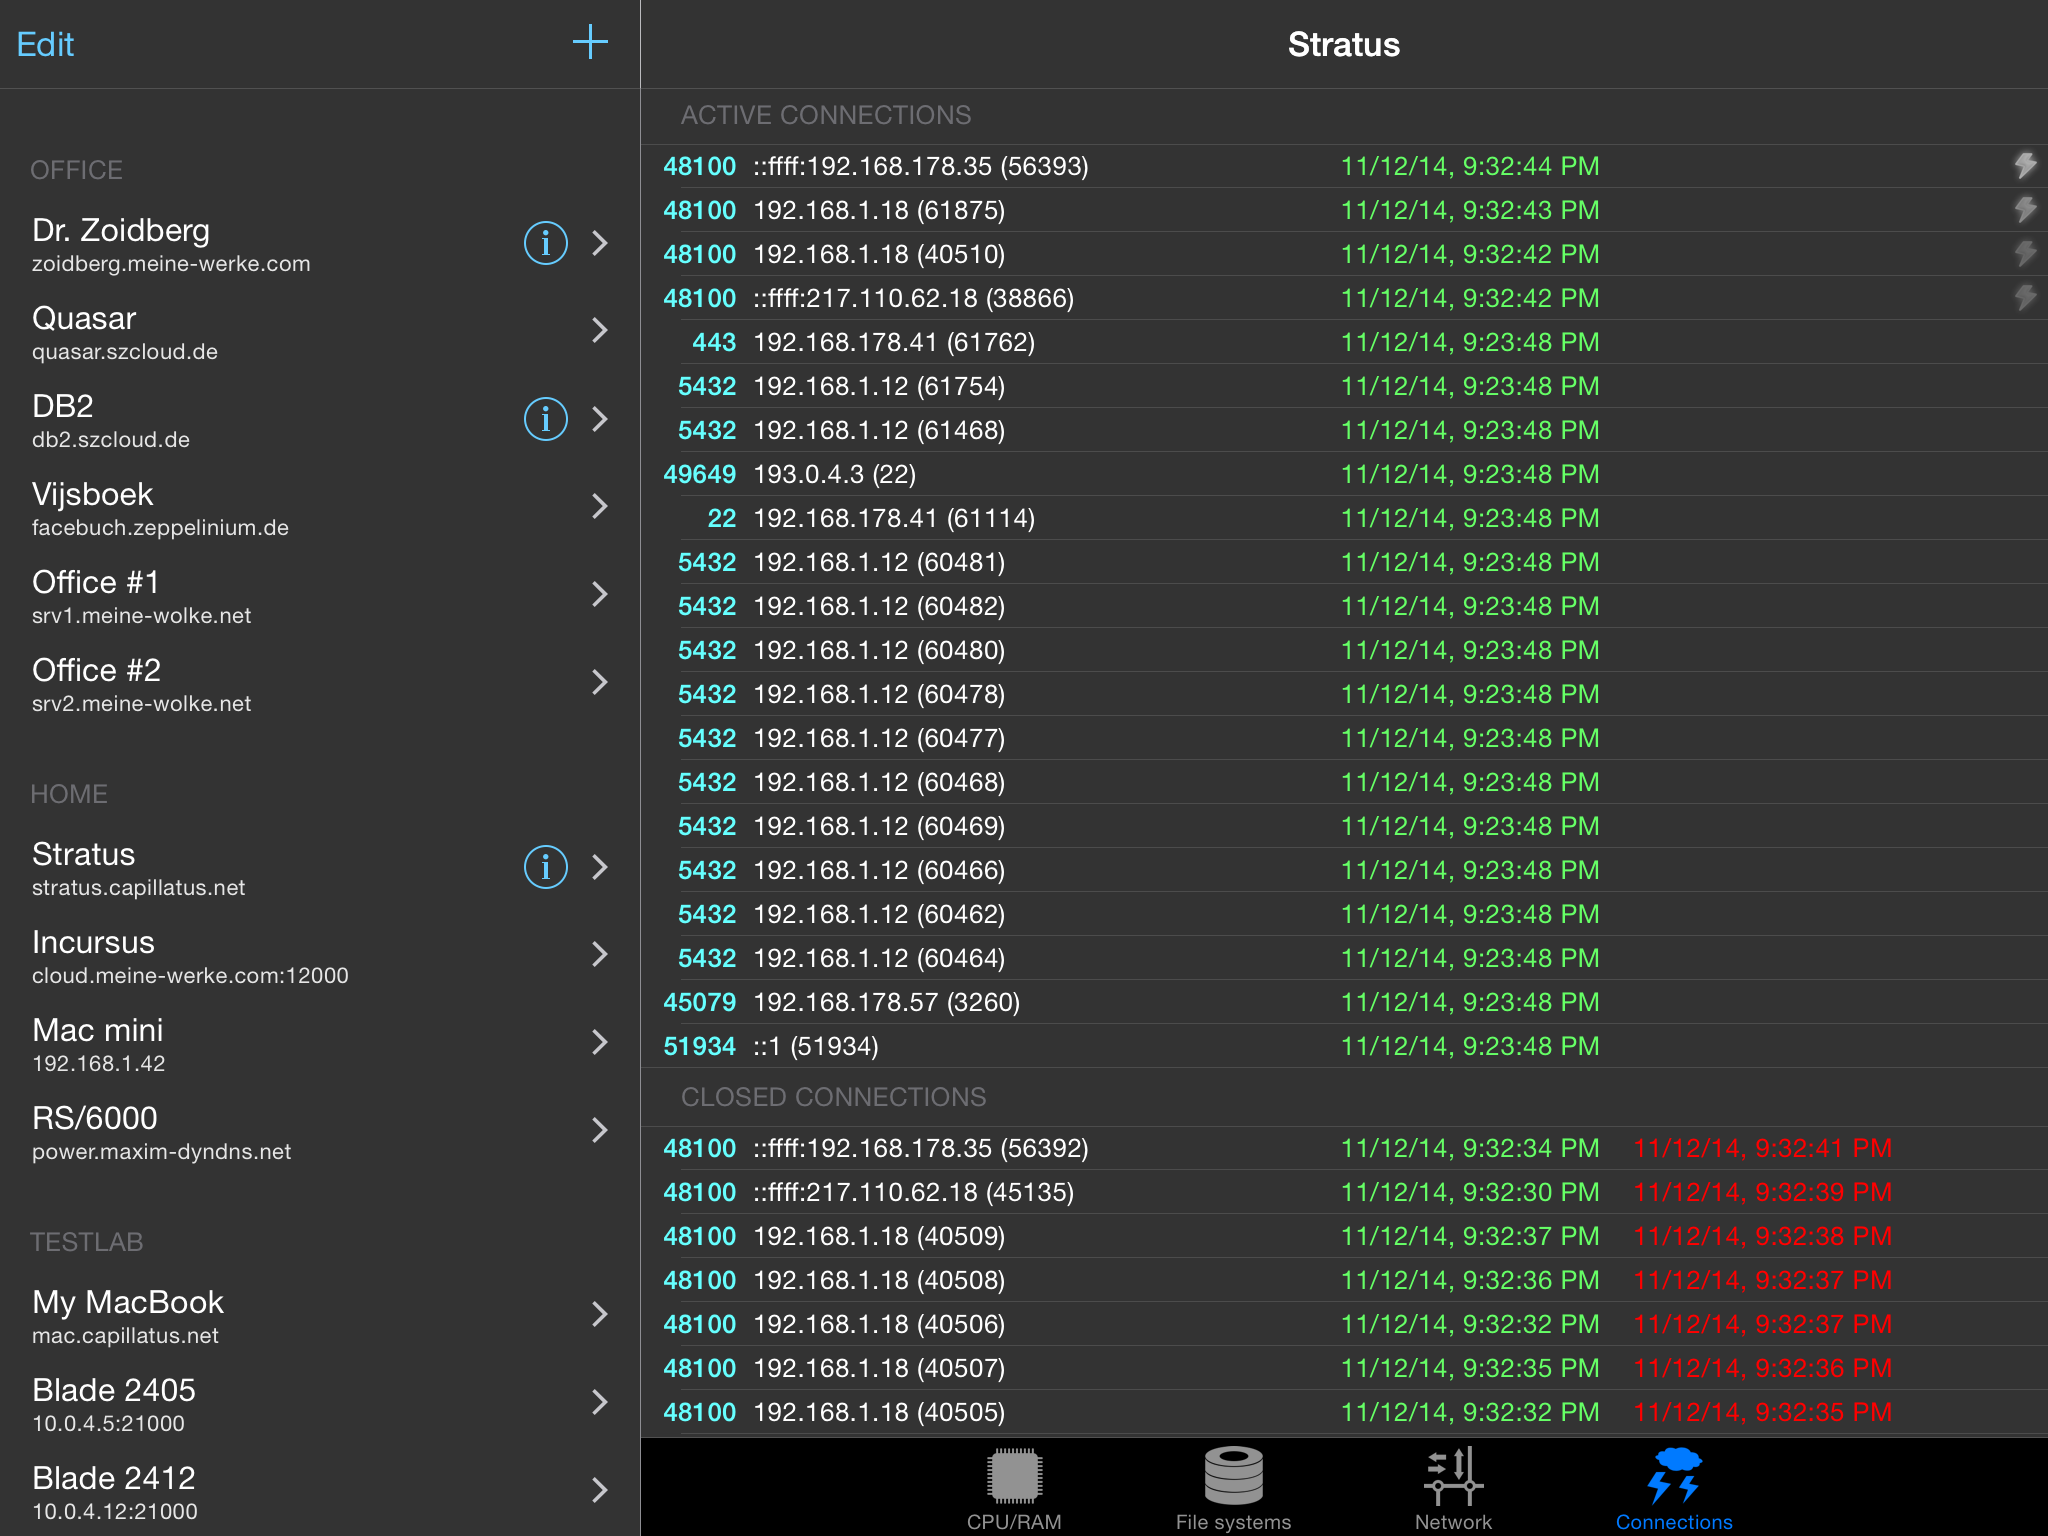 Edit
Stratus
OFFICE
Dr. Zoidberg
zoidberg.meine-werke.com
Quasar
quasar.szcloud.de
DB2
db2.szcloud.de
Vijsboek
facebuch.zeppelinium.de
Office #1
srv1.meine-wolke.net
Office #2
srv2.meine-wolke.net
HOME
Stratus
stratus.capillatus.net
Incursus
cloud.meine-werke.com:12000
Mac mini
192.168.1.42
RS/6000
power.maxim-dyndns.net
TESTLAB
My MacBook
mac.capillatus.net
Blade 2405
10.0.4.5:21000
Blade 2412
10.0.4.12:21000
ACTIVE CONNECTIONS
48100 ::ffff:192.168.178.35 (56393) 11/12/14, 9:32:44 PM
48100 192.168.1.18 (61875) 11/12/14, 9:32:43 PM
48100 192.168.1.18 (40510) 11/12/14, 9:32:42 PM
48100 ::ffff:217.110.62.18 (38866) 11/12/14, 9:32:42 PM
443 192.168.178.41 (61762) 11/12/14, 9:23:48 PM
5432 192.168.1.12 (61754) 11/12/14, 9:23:48 PM
5432 192.168.1.12 (61468) 11/12/14, 9:23:48 PM
49649 193.0.4.3 (22) 11/12/14, 9:23:48 PM
22 192.168.178.41 (61114) 11/12/14, 9:23:48 PM
5432 192.168.1.12 (60481) 11/12/14, 9:23:48 PM
5432 192.168.1.12 (60482) 11/12/14, 9:23:48 PM
5432 192.168.1.12 (60480) 11/12/14, 9:23:48 PM
5432 192.168.1.12 (60478) 11/12/14, 9:23:48 PM
5432 192.168.1.12 (60477) 11/12/14, 9:23:48 PM
5432 192.168.1.12 (60468) 11/12/14, 9:23:48 PM
5432 192.168.1.12 (60469) 11/12/14, 9:23:48 PM
5432 192.168.1.12 (60466) 11/12/14, 9:23:48 PM
5432 192.168.1.12 (60462) 11/12/14, 9:23:48 PM
5432 192.168.1.12 (60464) 11/12/14, 9:23:48 PM
45079 192.168.178.57 (3260) 11/12/14, 9:23:48 PM
51934 ::1 (51934) 11/12/14, 9:23:48 PM
CLOSED CONNECTIONS
48100 ::ffff:192.168.178.35 (56392) 11/12/14, 9:32:34 PM 11/12/14, 9:32:41 PM
48100 ::ffff:217.110.62.18 (45135) 11/12/14, 9:32:30 PM 11/12/14, 9:32:39 PM
48100 192.168.1.18 (40509) 11/12/14, 9:32:37 PM 11/12/14, 9:32:38 PM
48100 192.168.1.18 (40508) 11/12/14, 9:32:36 PM 11/12/14, 9:32:37 PM
48100 192.168.1.18 (40506) 11/12/14, 9:32:32 PM 11/12/14, 9:32:37 PM
48100 192.168.1.18 (40507) 11/12/14, 9:32:35 PM 11/12/14, 9:32:36 PM
48100 192.168.1.18 (40505) 11/12/14, 9:32:32 PM 11/12/14, 9:32:35 PM
CPU/RAM
File systems
Network
Connections